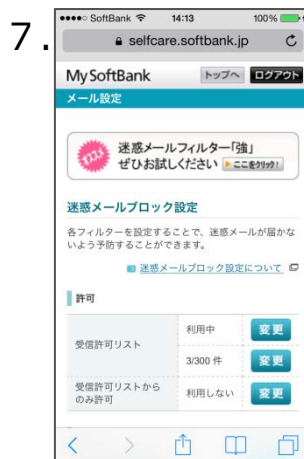 7.
SoftBank 14:13 100%
selfcare.softbank.jp
My SoftBank トップへ ログアウト
メール設定
オススメ
迷惑メールフィルター「強」
ぜひお試しください ここをクリック!
迷惑メールブロック設定
各フィルターを設定することで、迷惑メールが届かな
いよう予防することができます。
迷惑メールブロック設定について
許可
受信許可リスト
利用中 変更
3/300 件 変更
受信許可リストから
のみ許可
利用しない 変更